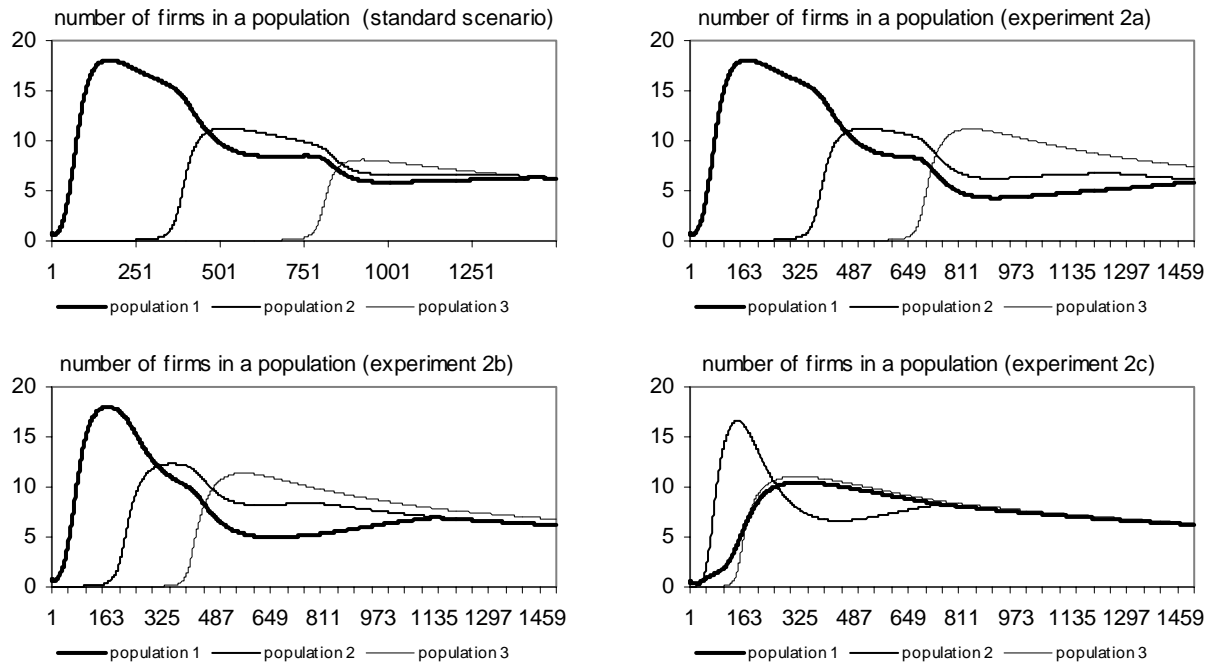 number of firms in a population (standard scenario)
20
15
10
5
0
1 251 501 751 1001 1251
population 1 population 2 population 3
number of firms in a population (experiment 2a)
20
15
10
5
0
1 163 325 487 649 811 973 1135 1297 1459
population 1 population 2 population 3
number of firms in a population (experiment 2b)
20
15
10
5
0
1 163 325 487 649 811 973 1135 1297 1459
population 1 population 2 population 3
number of firms in a population (experiment 2c)
20
15
10
5
0
1 163 325 487 649 811 973 1135 1297 1459
population 1 population 2 population 3